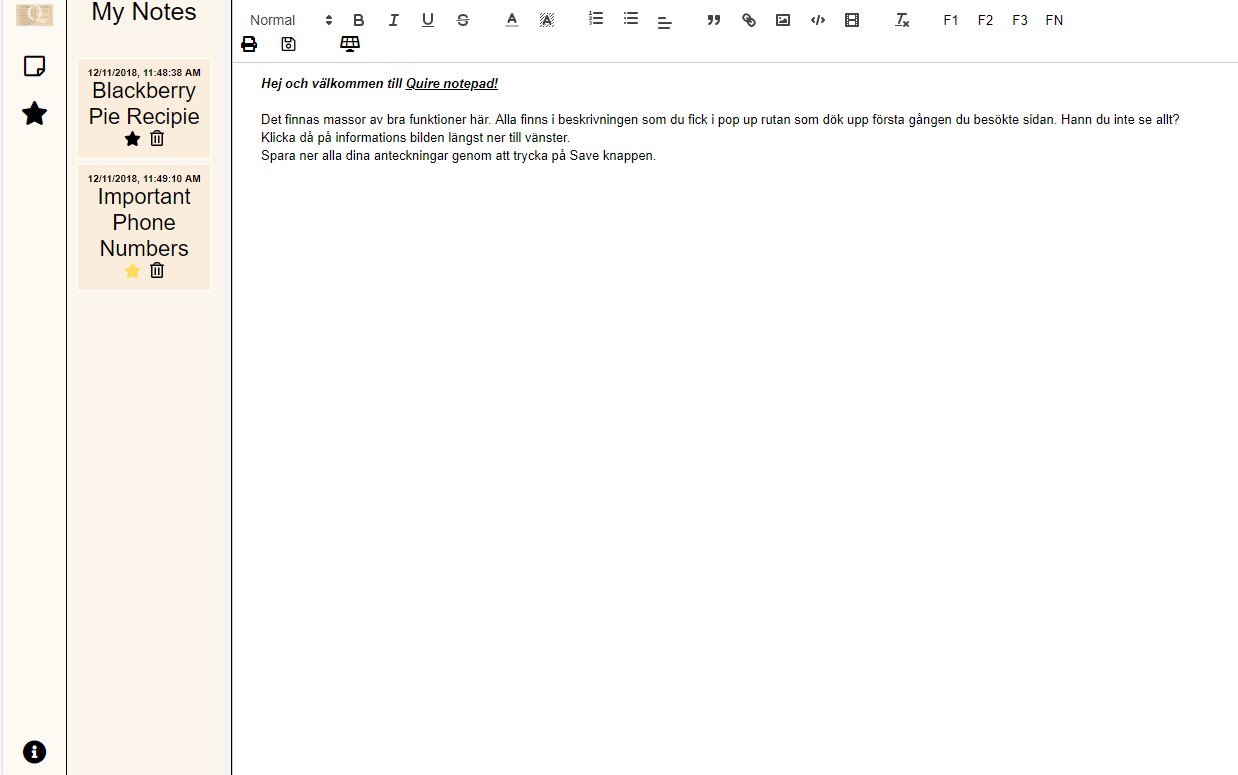 My Notes
12/11/2018, 11:48:38 AM
Blackberry
Pie Recipie
12/11/2018, 11:49:10 AM
Important
Phone
Numbers
Normal
F1 F2 F3 FN
Hej och välkommen till Quire notepad!
Det finnas massor av bra funktioner här. Alla finns i beskrivningen som du fick i pop up rutan som dök upp första gången du besökte sidan. Hann du inte se allt?
Klicka då på informations bilden längst ner till vänster.
Spara ner alla dina anteckningar genom att trycka på Save knappen.